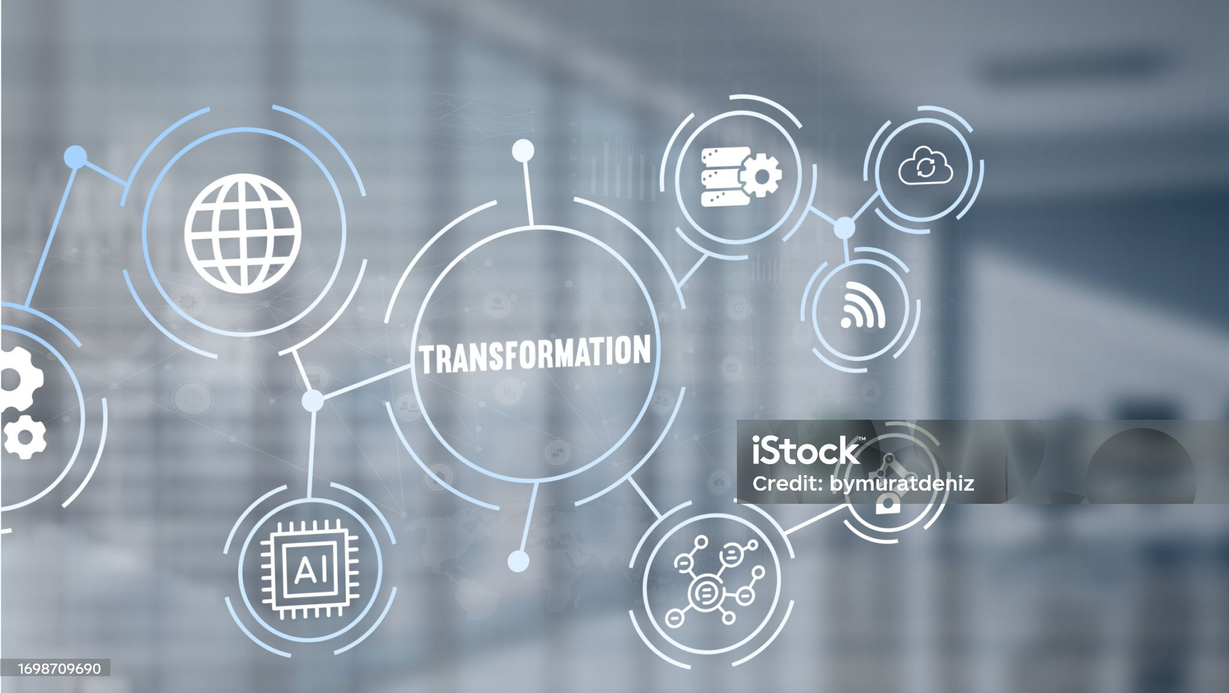 TRANSFORMATION
iStock™
Credit: bymuratdeniz
AI
1698709690